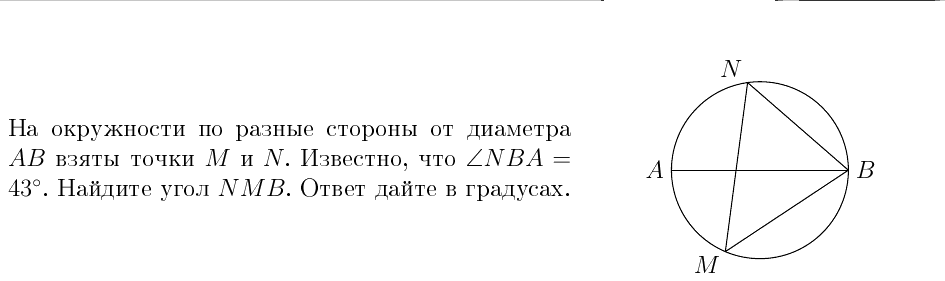 На окружности по разные стороны от диаметра
AB взяты точки M и N. Известно, что ∠NBA =
43°. Найдите угол NMB. Ответ дайте в градусах.
N
A
B
M